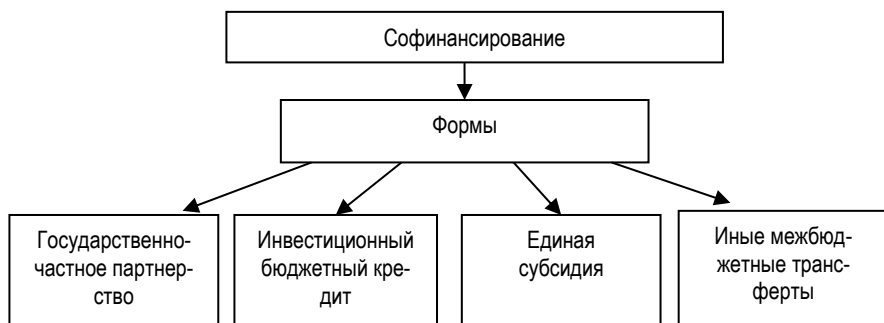 Софинансирование
Формы
Государственно-
частное партнер-
ство
Инвестиционный
бюджетный кре-
дит
Единая
субсидия
Иные межбюд-
жетные транс-
ферты